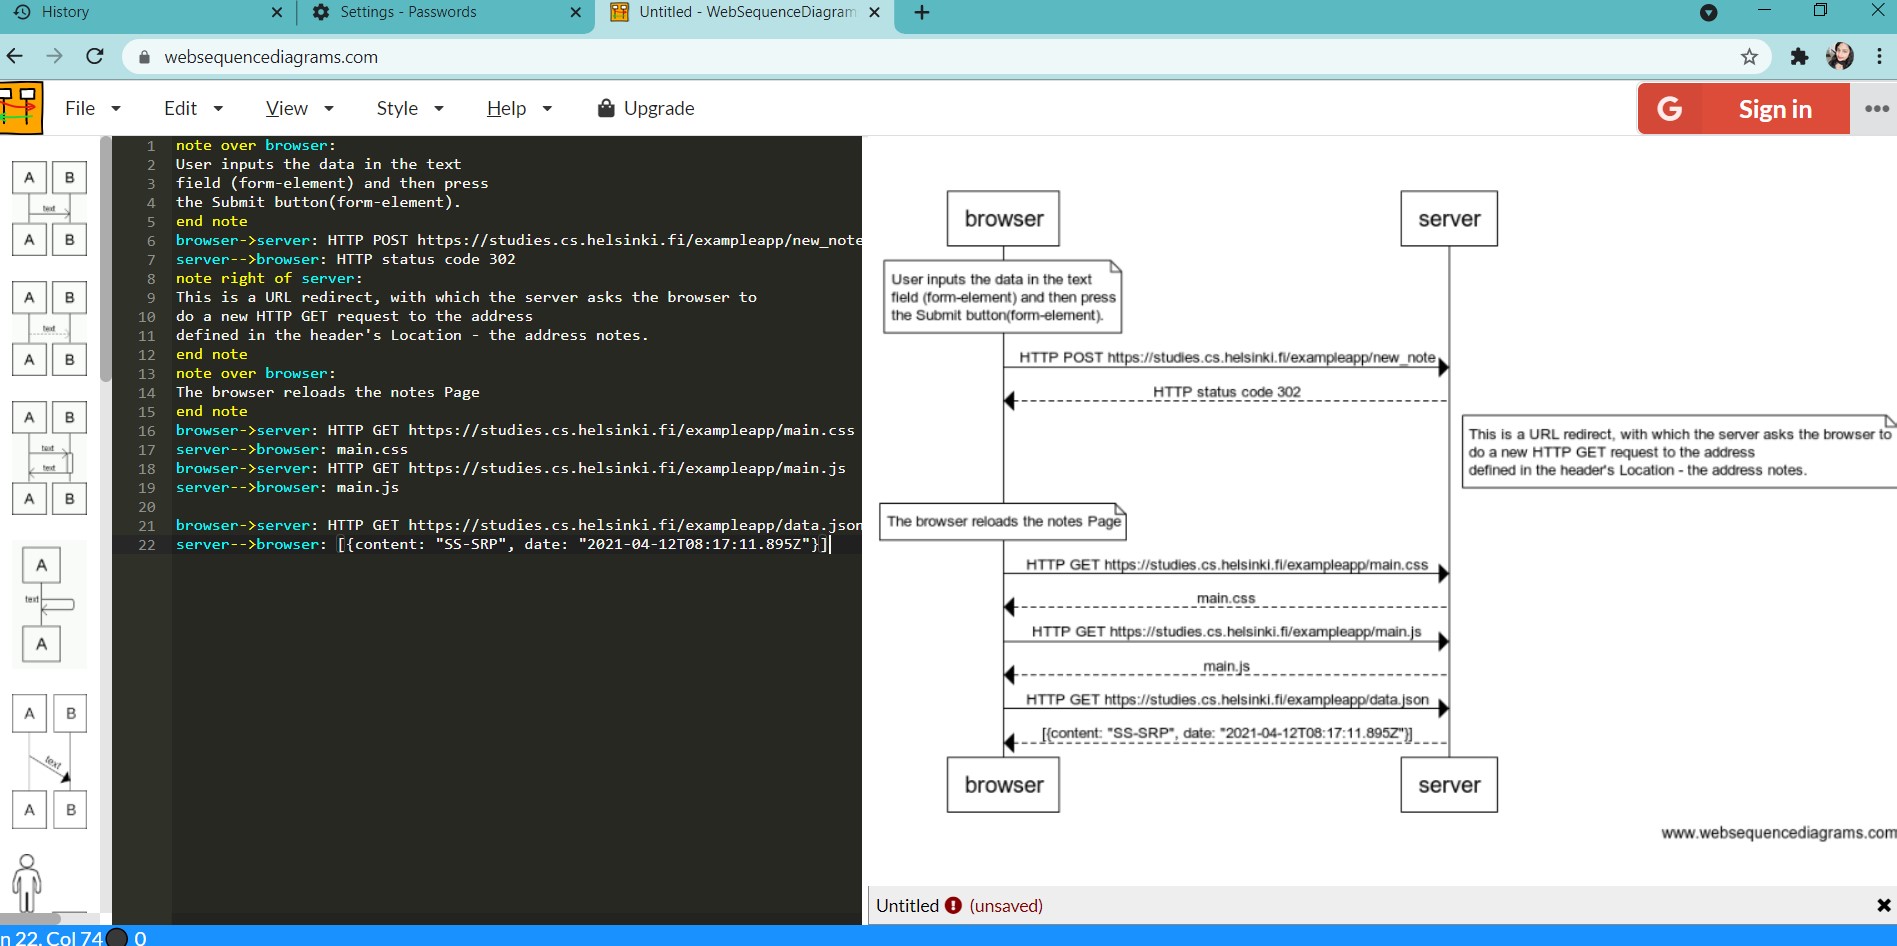 History
Settings - Passwords
Untitled - WebSequenceDiagram
websequencediagrams.com
File Edit View Style Help Upgrade
G Sign in
A B
text
A B
A B
text
A B
A B
text
text
A B
A
text
A
A B
text
A B
1 note over browser:
2 User inputs the data in the text
3 field (form-element) and then press
4 the Submit button(form-element).
5 end note
6 browser->server: HTTP POST https://studies.cs.helsinki.fi/exampleapp/new_note
7 server-->browser: HTTP status code 302
8 note right of server:
9 This is a URL redirect, with which the server asks the browser to
10 do a new HTTP GET request to the address
11 defined in the header's Location - the address notes.
12 end note
13 note over browser:
14 The browser reloads the notes Page
15 end note
16 browser->server: HTTP GET https://studies.cs.helsinki.fi/exampleapp/main.css
17 server-->browser: main.css
18 browser->server: HTTP GET https://studies.cs.helsinki.fi/exampleapp/main.js
19 server-->browser: main.js
20
21 browser->server: HTTP GET https://studies.cs.helsinki.fi/exampleapp/data.json
22 server-->browser: [{content: "SS-SRP", date: "2021-04-12T08:17:11.895Z"}]
browser server
User inputs the data in the text
field (form-element) and then press
the Submit button(form-element).
HTTP POST https://studies.cs.helsinki.fi/exampleapp/new_note
HTTP status code 302
This is a URL redirect, with which the server asks the browser to
do a new HTTP GET request to the address
defined in the header's Location - the address notes.
The browser reloads the notes Page
HTTP GET https://studies.cs.helsinki.fi/exampleapp/main.css
main.css
HTTP GET https://studies.cs.helsinki.fi/exampleapp/main.js
main.js
HTTP GET https://studies.cs.helsinki.fi/exampleapp/data.json
[{content: "SS-SRP", date: "2021-04-12T08:17:11.895Z"}]
browser server
www.websequencediagrams.com
Untitled (unsaved)
n 22, Col 74 0